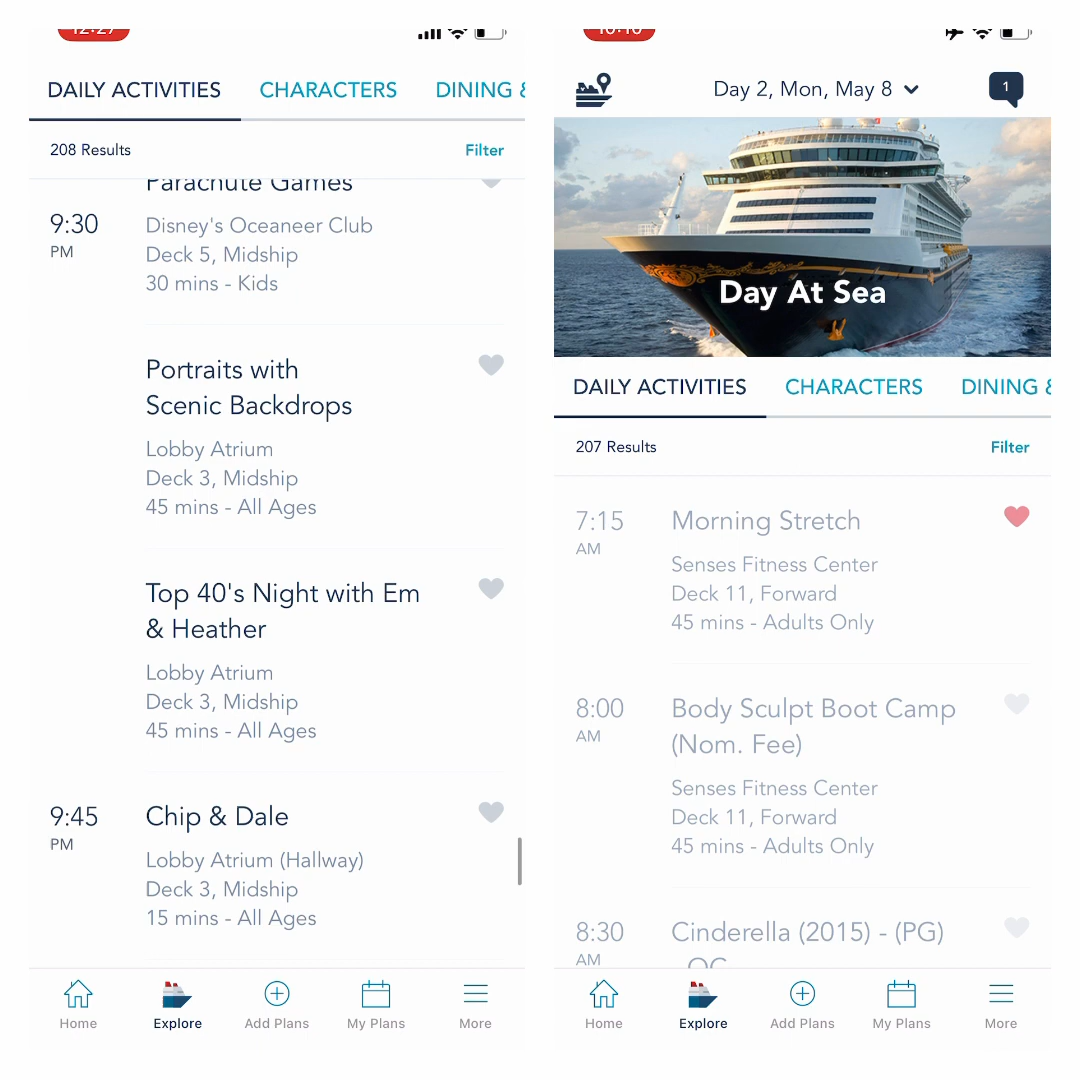 12:27
DAILY ACTIVITIES CHARACTERS DINING &
208 Results Filter
Parachute Games
9:30
PM
Disney's Oceaneer Club
Deck 5, Midship
30 mins - Kids
Portraits with
Scenic Backdrops
Lobby Atrium
Deck 3, Midship
45 mins - All Ages
Top 40's Night with Em
& Heather
Lobby Atrium
Deck 3, Midship
45 mins - All Ages
9:45
PM
Chip & Dale
Lobby Atrium (Hallway)
Deck 3, Midship
15 mins - All Ages
Home Explore Add Plans My Plans More
Day 2, Mon, May 8
1
Day At Sea
DAILY ACTIVITIES CHARACTERS DINING &
207 Results Filter
7:15
AM
Morning Stretch
Senses Fitness Center
Deck 11, Forward
45 mins - Adults Only
8:00
AM
Body Sculpt Boot Camp
(Nom. Fee)
Senses Fitness Center
Deck 11, Forward
45 mins - Adults Only
8:30
AM
Cinderella (2015) - (PG)
- OC
Home Explore Add Plans My Plans More